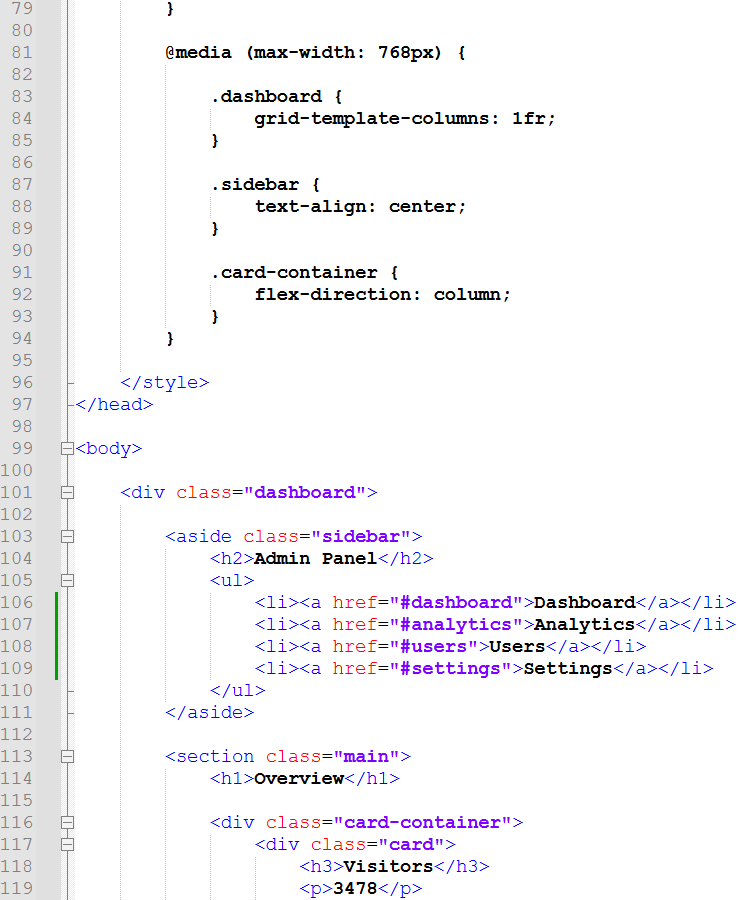 79 }
80
81 @media (max-width: 768px) {
82
83 .dashboard {
84 grid-template-columns: 1fr;
85 }
86
87 .sidebar {
88 text-align: center;
89 }
90
91 .card-container {
92 flex-direction: column;
93 }
94 }
95
96 </style>
97 </head>
98
99 <body>
100
101 <div class="dashboard">
102
103 <aside class="sidebar">
104 <h2>Admin Panel</h2>
105 <ul>
106 <li><a href="#dashboard">Dashboard</a></li>
107 <li><a href="#analytics">Analytics</a></li>
108 <li><a href="#users">Users</a></li>
109 <li><a href="#settings">Settings</a></li>
110 </ul>
111 </aside>
112
113 <section class="main">
114 <h1>Overview</h1>
115
116 <div class="card-container">
117 <div class="card">
118 <h3>Visitors</h3>
119 <p>3478</p>